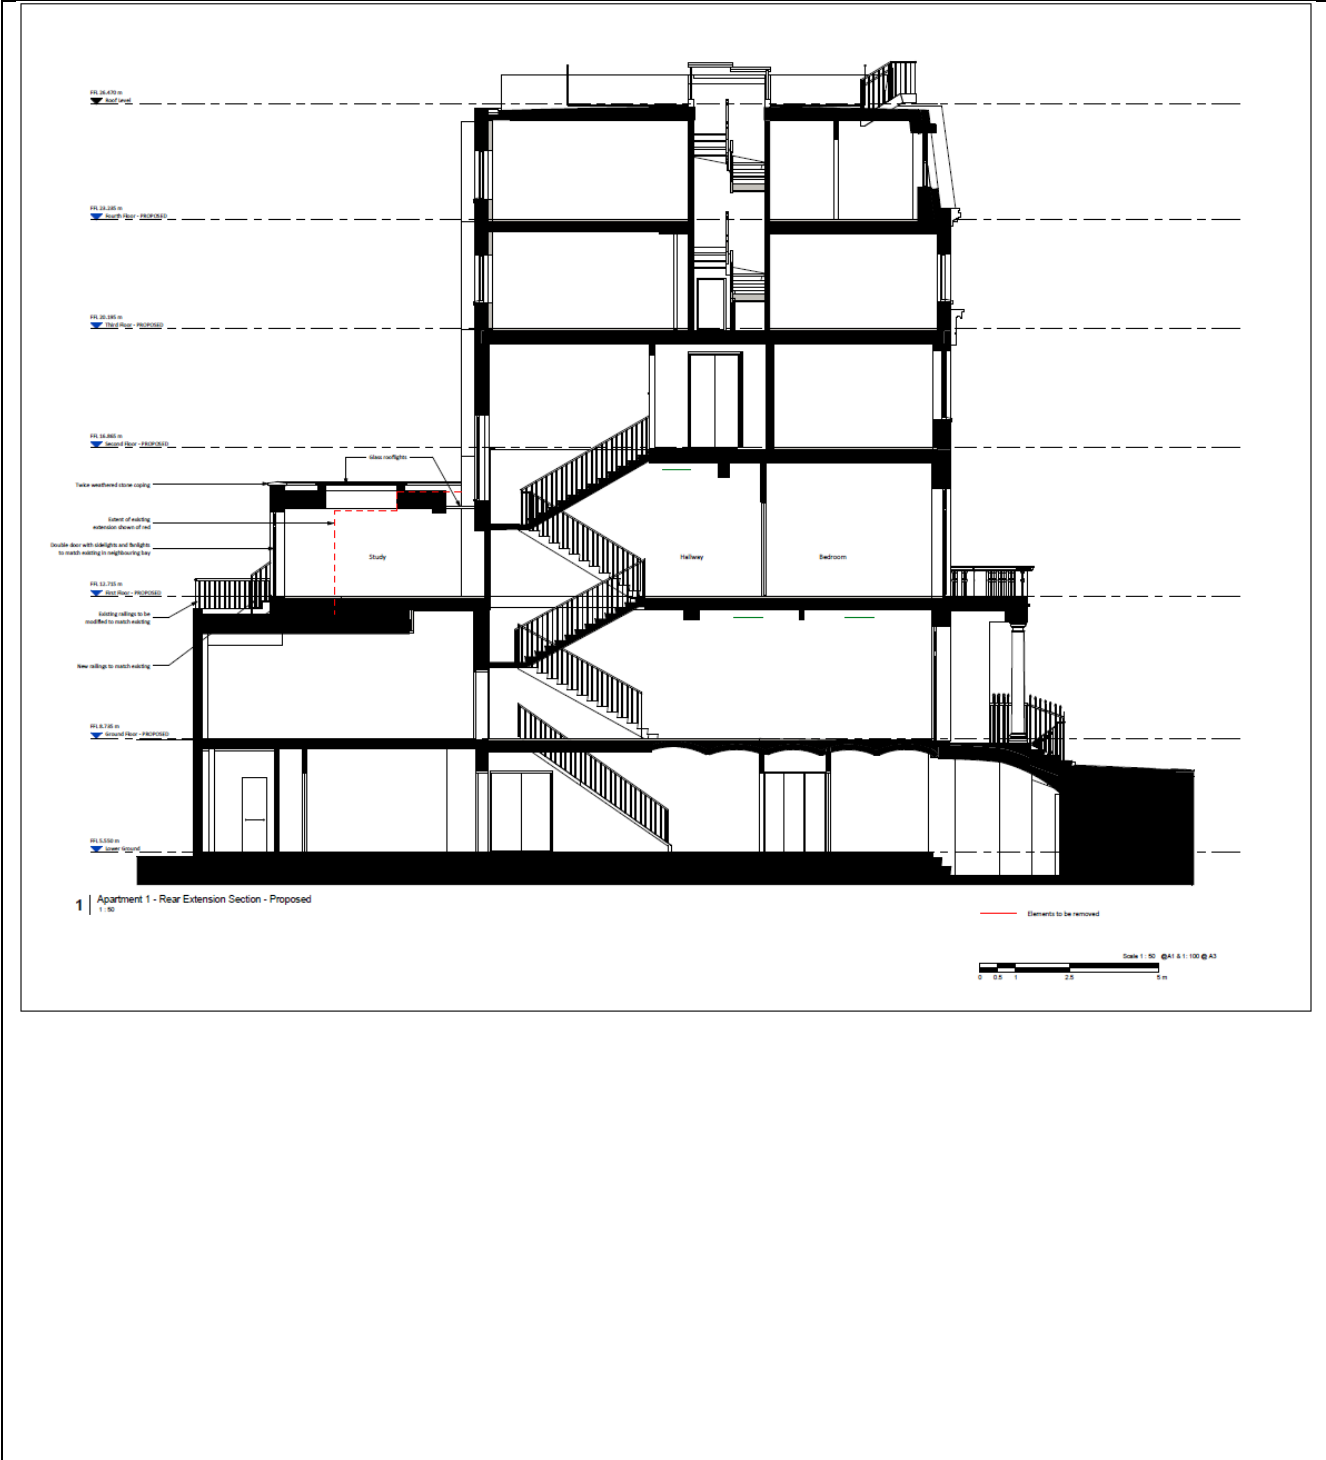 FFL 26.470 m
Roof Level
FFL 23.235 m
Fourth Floor - PROPOSED
FFL 20.195 m
Third Floor - PROPOSED
FFL 16.865 m
Second Floor - PROPOSED
Glass rooflights
Twice weathered stone coping
Extent of existing
extension shown of red
Double door with sidelights and fanlights
to match existing in neighbouring bay
Study
Hallway
Bedroom
FFL 12.715 m
First Floor - PROPOSED
Existing railings to be
modified to match existing
New railings to match existing
FFL 8.745 m
Ground Floor - PROPOSED
FFL 5.550 m
Lower Ground
1
Apartment 1 - Rear Extension Section - Proposed
1 : 50
Elements to be removed
Scale 1 : 50 @A1 & 1: 100 @ A3
0 0.5 1 2.5 5 m